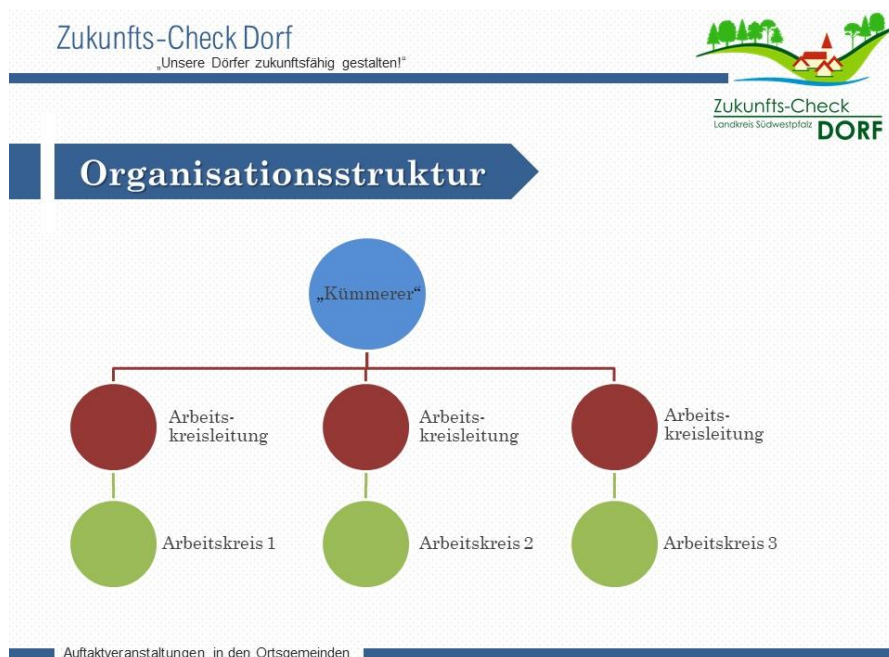 Zukunfts-Check Dorf
„Unsere Dörfer zukunftsfähig gestalten!“
Zukunfts-Check
Landkreis Südwestpfalz
DORF
Organisationsstruktur
„Kümmerer“
Arbeits-
kreisleitung
Arbeits-
kreisleitung
Arbeits-
kreisleitung
Arbeitskreis 1
Arbeitskreis 2
Arbeitskreis 3
Auftaktveranstaltungen in den Ortsgemeinden